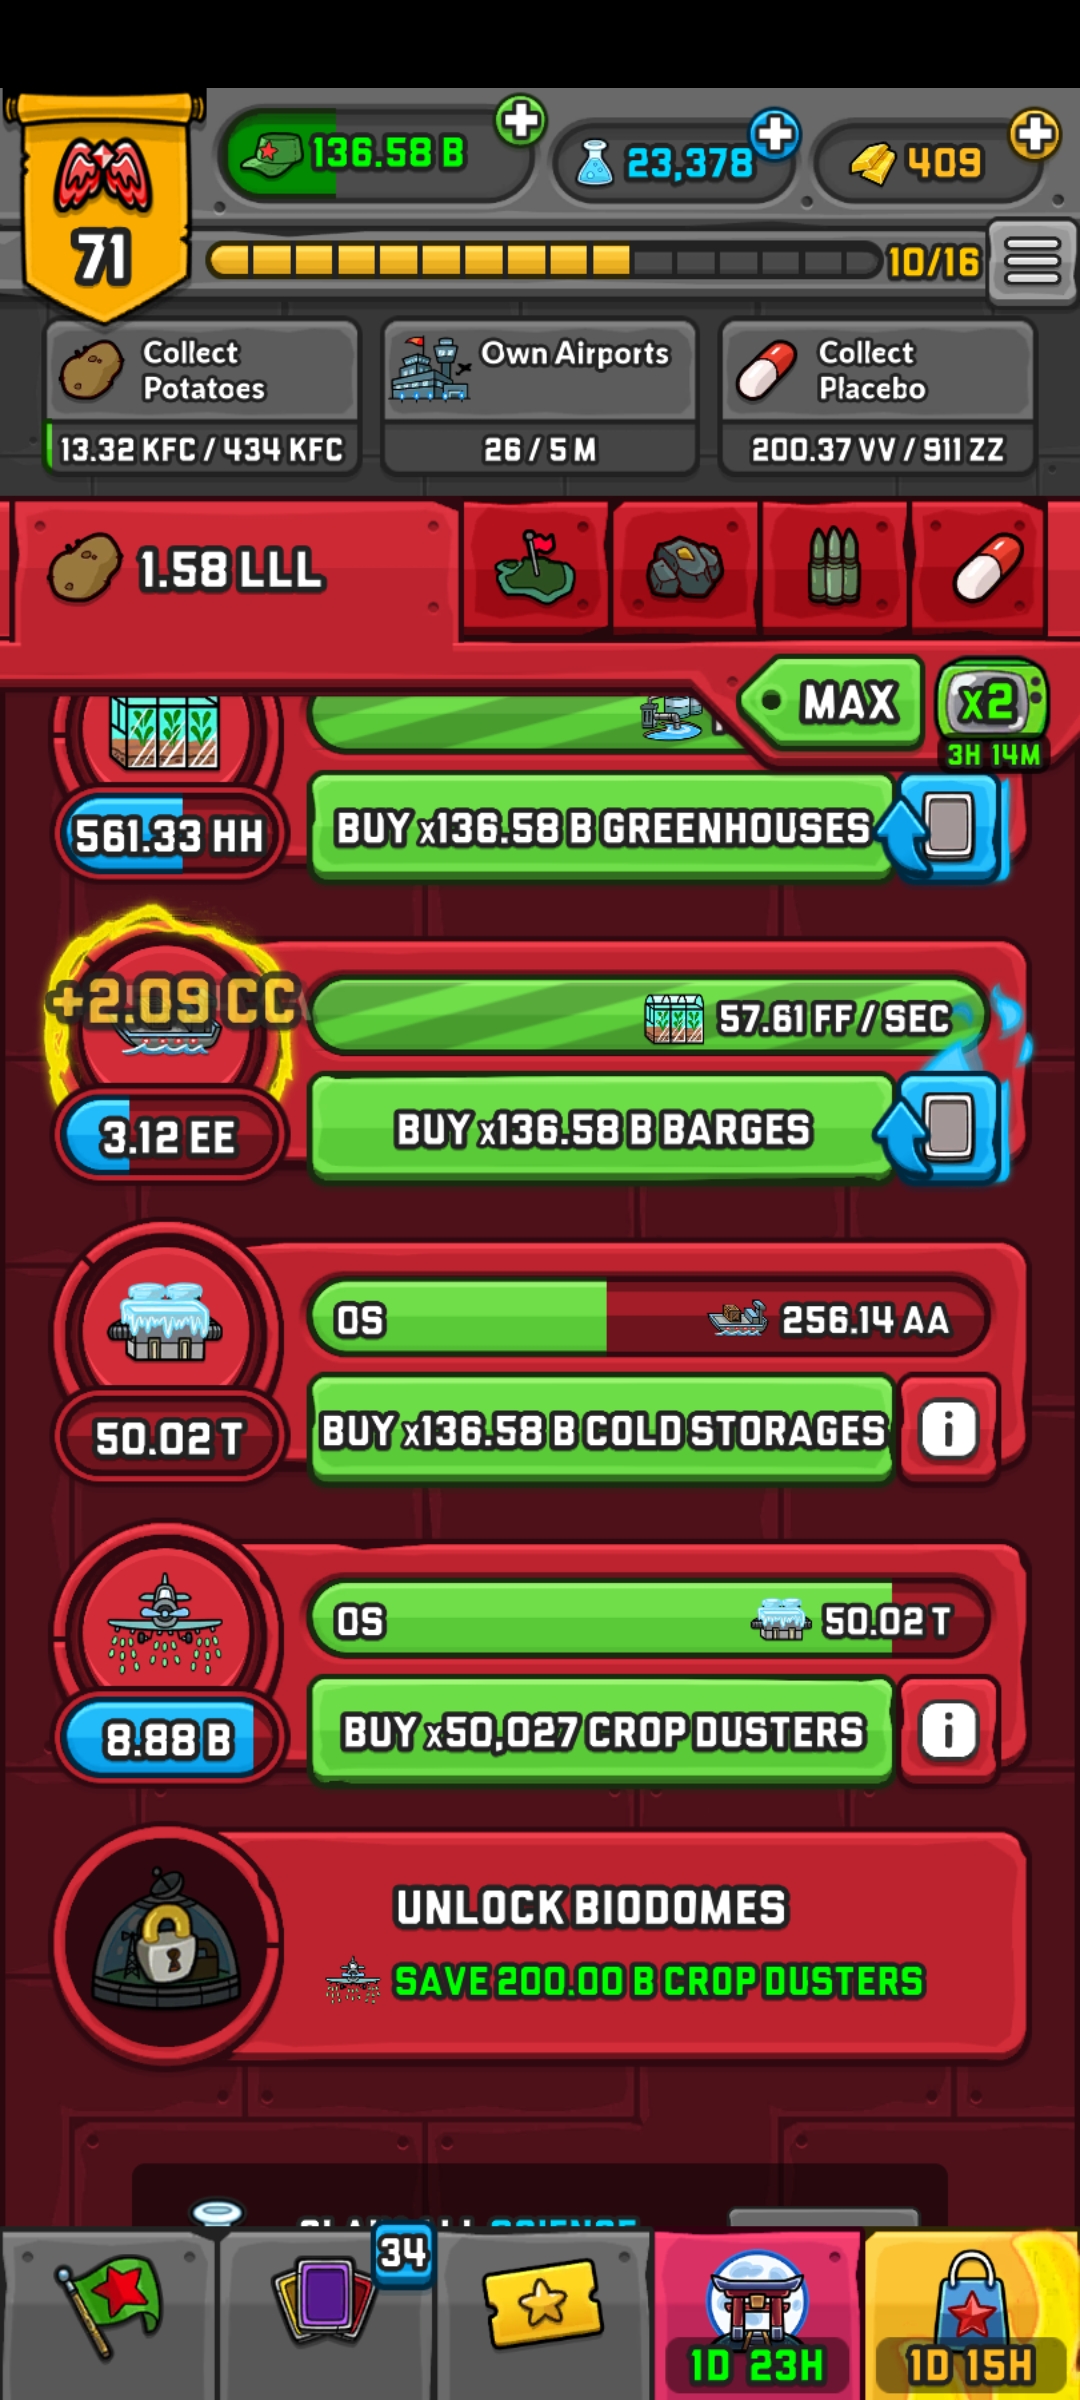 136.58 B
23,378
409
71
10/16
Collect
Potatoes
Own Airports
Collect
Placebo
13.32 KFC / 434 KFC
26 / 5 M
200.37 VV / 911 ZZ
1.58 LLL
MAX
x2
3H 14M
561.33 HH
BUY x136.58 B GREENHOUSES
+2.09 CC
57.61 FF / SEC
3.12 EE
BUY x136.58 B BARGES
0S
256.14 AA
50.02 T
BUY x136.58 B COLD STORAGES
i
0S
50.02 T
8.88 B
BUY x50,027 CROP DUSTERS
i
UNLOCK BIODOMES
SAVE 200.00 B CROP DUSTERS
34
1D 23H
1D 15H